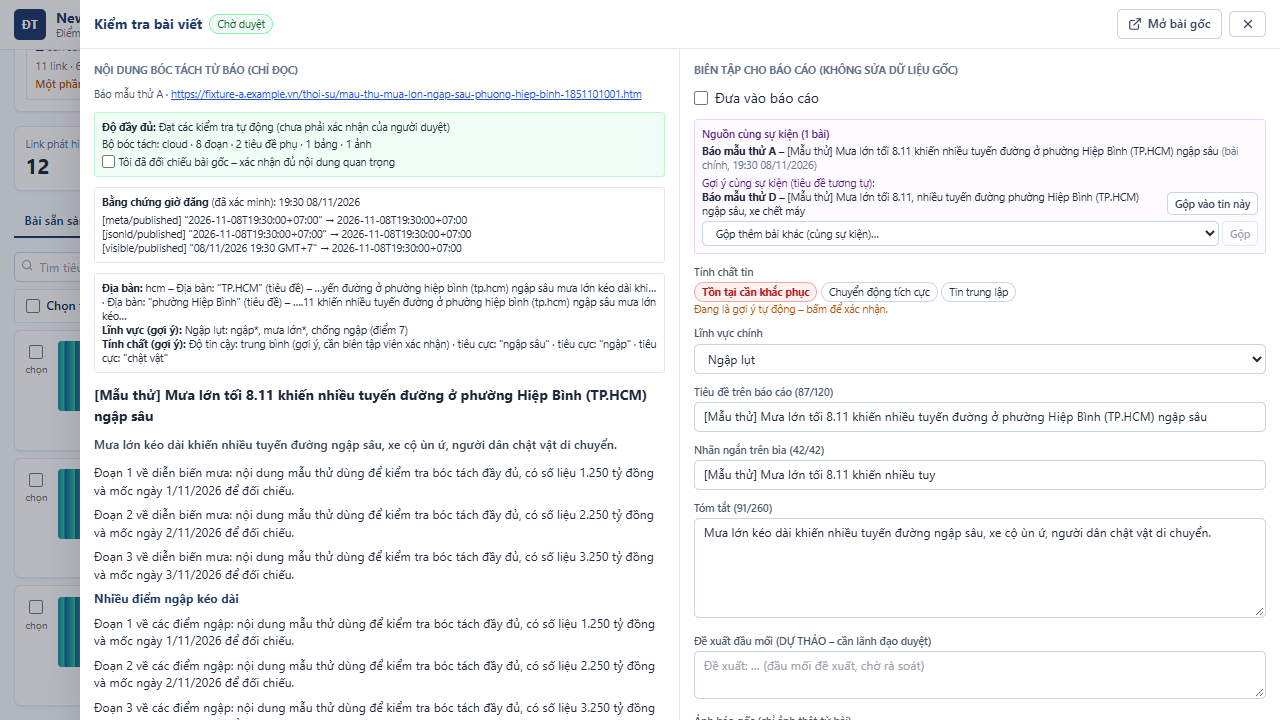 ĐT
New
Điểm
11 link · 6
Một phần
Link phát hi
12
Bài sẵn sà
Tìm tiêu
Chọn t
chọn
chọn
chọn
Kiểm tra bài viết
Chờ duyệt
Mở bài gốc
✕
NỘI DUNG BÓC TÁCH TỪ BÁO (CHỈ ĐỌC)
Báo mẫu thử A · https://fixture-a.example.vn/thoi-su/mau-thu-mua-lon-ngap-sau-phuong-hiep-binh-1851101001.htm
Độ đầy đủ: Đạt các kiểm tra tự động (chưa phải xác nhận của người duyệt)
Bộ bóc tách: cloud · 8 đoạn · 2 tiêu đề phụ · 1 bảng · 1 ảnh
Tôi đã đối chiếu bài gốc – xác nhận đủ nội dung quan trọng
Bằng chứng giờ đăng (đã xác minh): 19:30 08/11/2026
[meta/published] "2026-11-08T19:30:00+07:00" → 2026-11-08T19:30:00+07:00
[jsonld/published] "2026-11-08T19:30:00+07:00" → 2026-11-08T19:30:00+07:00
[visible/published] "08/11/2026 19:30 GMT+7" → 2026-11-08T19:30:00+07:00
Địa bàn: hcm – Địa bàn: "TP.HCM" (tiêu đề) – …yến đường ở phường hiệp bình (tp.hcm) ngập sâu mưa lớn kéo dài khi…
· Địa bàn: "phường Hiệp Bình" (tiêu đề) – ….11 khiến nhiều tuyến đường ở phường hiệp bình (tp.hcm) ngập sâu mưa lớn
kéo…
Lĩnh vực (gợi ý): Ngập lụt: ngập*, mưa lớn*, chống ngập (điểm 7)
Tính chất (gợi ý): Độ tin cậy: trung bình (gợi ý, cần biên tập viên xác nhận) · tiêu cực: "ngập sâu" · tiêu cực: "ngập" · tiêu
cực: "chật vật"
[Mẫu thử] Mưa lớn tối 8.11 khiến nhiều tuyến đường ở phường Hiệp Bình (TP.HCM)
ngập sâu
Mưa lớn kéo dài khiến nhiều tuyến đường ngập sâu, xe cộ ùn ứ, người dân chật vật di chuyển.
Đoạn 1 về diễn biến mưa: nội dung mẫu thử dùng để kiểm tra bóc tách đầy đủ, có số liệu 1.250 tỷ đồng
và mốc ngày 1/11/2026 để đối chiếu.
Đoạn 2 về diễn biến mưa: nội dung mẫu thử dùng để kiểm tra bóc tách đầy đủ, có số liệu 2.250 tỷ đồng
và mốc ngày 2/11/2026 để đối chiếu.
Đoạn 3 về diễn biến mưa: nội dung mẫu thử dùng để kiểm tra bóc tách đầy đủ, có số liệu 3.250 tỷ đồng
và mốc ngày 3/11/2026 để đối chiếu.
Nhiều điểm ngập kéo dài
Đoạn 1 về các điểm ngập: nội dung mẫu thử dùng để kiểm tra bóc tách đầy đủ, có số liệu 1.250 tỷ đồng
và mốc ngày 1/11/2026 để đối chiếu.
Đoạn 2 về các điểm ngập: nội dung mẫu thử dùng để kiểm tra bóc tách đầy đủ, có số liệu 2.250 tỷ đồng
và mốc ngày 2/11/2026 để đối chiếu.
Đoạn 3 về các điểm ngập: nội dung mẫu thử dùng để kiểm tra bóc tách đầy đủ, có số liệu 3.250 tỷ đồng
BIÊN TẬP CHO BÁO CÁO (KHÔNG SỬA DỮ LIỆU GỐC)
Đưa vào báo cáo
Nguồn cùng sự kiện (1 bài)
Báo mẫu thử A – [Mẫu thử] Mưa lớn tối 8.11 khiến nhiều tuyến đường ở phường Hiệp Bình (TP.HCM) ngập sâu (bài
chính, 19:30 08/11/2026)
Gợi ý cùng sự kiện (tiêu đề tương tự):
Báo mẫu thử D – [Mẫu thử] Mưa lớn tối 8.11, nhiều tuyến đường phường Hiệp Bình (TP.HCM)
ngập sâu, xe chết máy
Gộp vào tin này
Gộp thêm bài khác (cùng sự kiện)…
Gộp
Tính chất tin
Tồn tại cần khắc phục
Chuyển động tích cực
Tin trung lập
Đang là gợi ý tự động – bấm để xác nhận.
Lĩnh vực chính
Ngập lụt
Tiêu đề trên báo cáo (87/120)
[Mẫu thử] Mưa lớn tối 8.11 khiến nhiều tuyến đường ở phường Hiệp Bình (TP.HCM) ngập sâu
Nhãn ngắn trên bìa (42/42)
[Mẫu thử] Mưa lớn tối 8.11 khiến nhiều tuy
Tóm tắt (91/260)
Mưa lớn kéo dài khiến nhiều tuyến đường ngập sâu, xe cộ ùn ứ, người dân chật vật di chuyển.
Đề xuất đầu mối (DỰ THẢO – cần lãnh đạo duyệt)
Đề xuất: … (đầu mối đề xuất, chờ rà soát)
Ảnh báo gốc (chỉ ảnh thật từ bài)